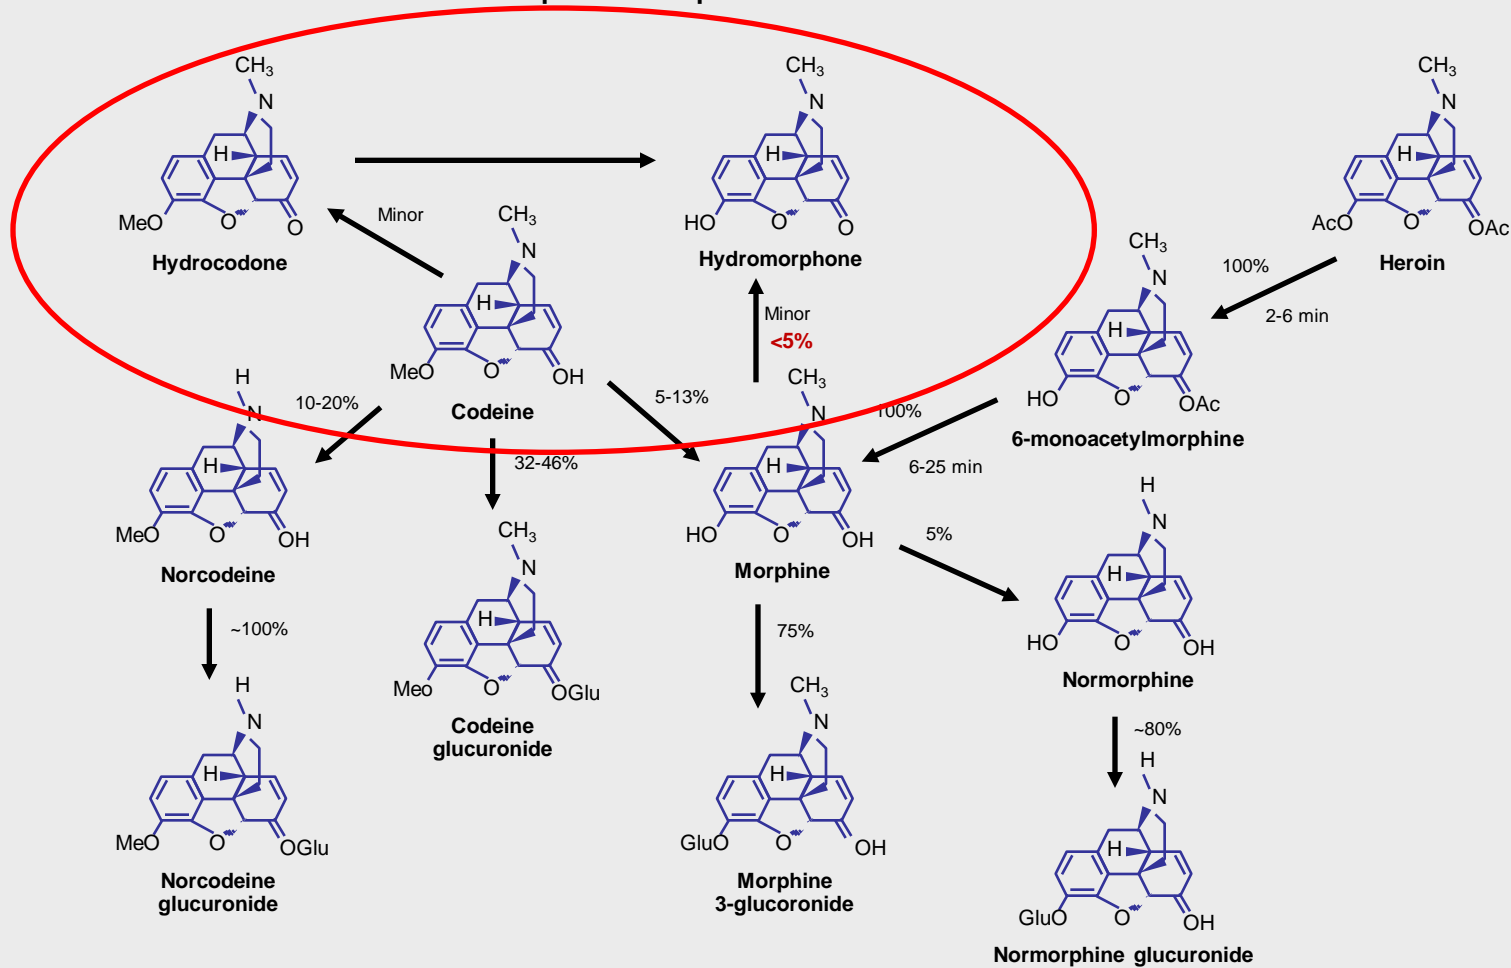 CH3
N
H
MeO
O
O
Hydrocodone
CH3
N
H
HO
O
O
Hydromorphone
CH3
N
H
AcO
O
OAc
Heroin
Minor
CH3
N
H
MeO
O
OH
Codeine
Minor
<5%
100%
2-6 min
CH3
N
H
HO
O
OAc
6-monoacetylmorphine
10-20%
32-46%
5-13%
100%
6-25 min
H
N
H
MeO
O
OH
Norcodeine
CH3
N
H
HO
O
OH
Morphine
5%
H
N
H
HO
O
OH
Normorphine
~100%
CH3
N
H
MeO
O
OGlu
Codeine
glucuronide
75%
~80%
H
N
H
MeO
O
OGlu
Norcodeine
glucuronide
CH3
N
H
GluO
O
OH
Morphine
3-glucoronide
H
N
H
GluO
O
OH
Normorphine glucuronide